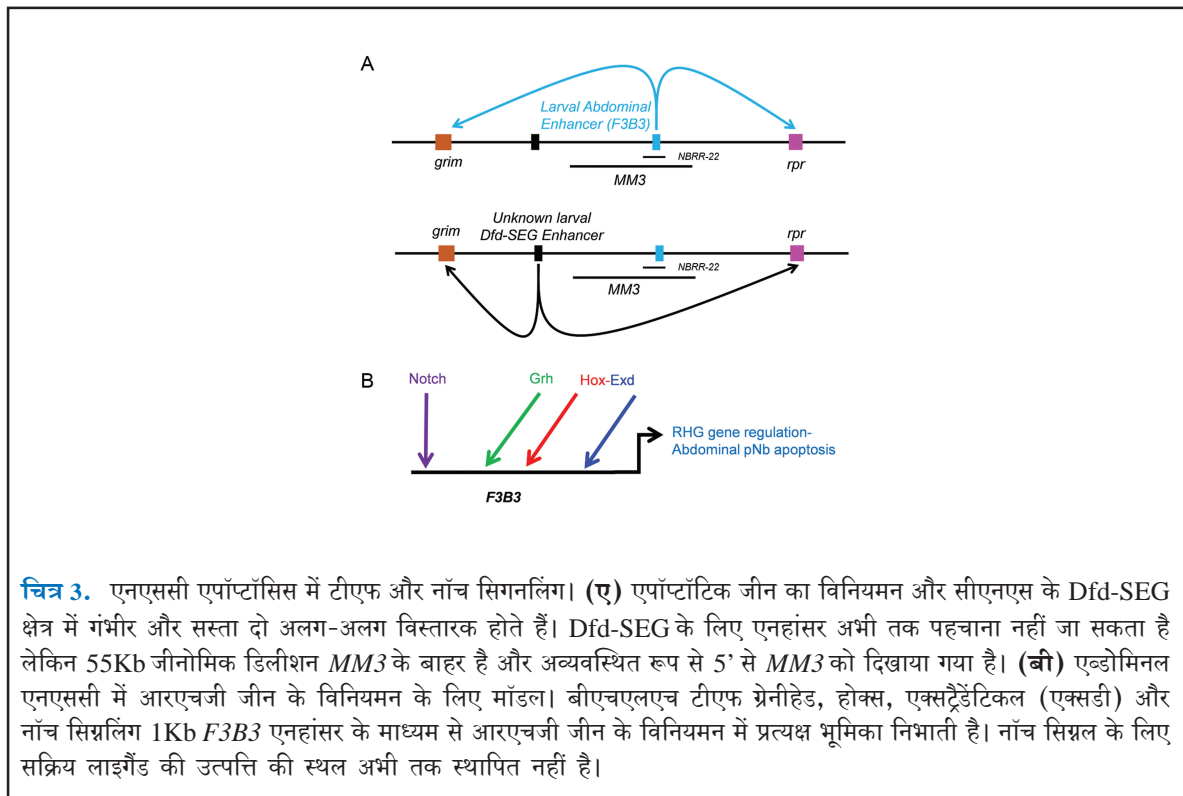 A
Larval Abdominal
Enhancer (F3B3)
grim
NBRR-22
rpr
MM3
Unknown larval
Dfd-SEG Enhancer
grim
rpr
NBRR-22
MM3
B
Notch
Grh
Hox-Exd
RHG gene regulation-
Abdominal pNb apoptosis
F3B3
चित्र 3. एनएससी एपॉप्टॉसिस में टीएफ और नॉच सिगनलिंग। (ए) एपॉप्टॉटिक जीन का विनियमन और सीएनएस के Dfd-SEG
क्षेत्र में गंभीर और सस्ता दो अलग-अलग विस्तारक होते हैं। Dfd-SEG के लिए एनहांसर अभी तक पहचाना नहीं जा सकता है
लेकिन 55Kb जीनोमिक डिलीशन MM3 के बाहर है और अव्यवस्थित रूप से 5’ से MM3 को दिखाया गया है। (बी) एब्डोमिनल
एनएससी में आरएचजी जीन के विनियमन के लिए मॉडल। बीएचएलएच टीएफ ग्रेनीहेड, होक्स, एक्सट्रैडेंटिकल (एक्सडी) और
नॉच सिग्नलिंग 1Kb F3B3 एनहांसर के माध्यम से आरएचजी जीन के विनियमन में प्रत्यक्ष भूमिका निभाती है। नॉच सिग्नल के लिए
सक्रिय लाइगैंड की उत्पत्ति की स्थल अभी तक स्थापित नहीं है।